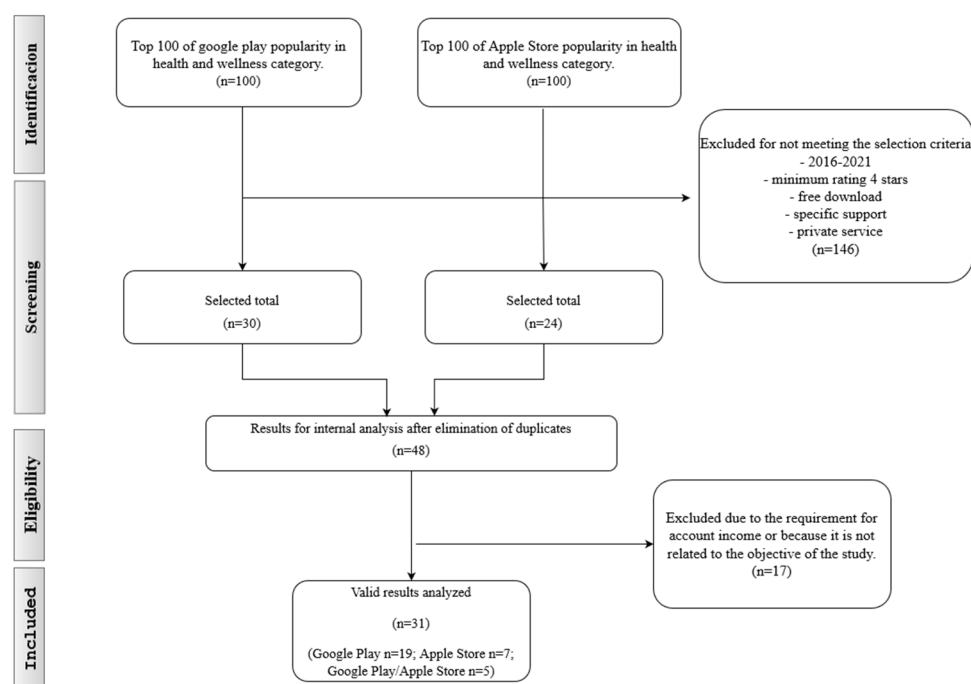 Identificacion
Top 100 of google play popularity in
health and wellness category.
(n=100)
Top 100 of Apple Store popularity in health
and wellness category.
(n=100)
Excluded for not meeting the selection criteria
- 2016-2021
- minimum rating 4 stars
- free download
- specific support
- private service
(n=146)
Screening
Selected total
(n=30)
Selected total
(n=24)
Results for internal analysis after elimination of duplicates
(n=48)
Eligibility
Excluded due to the requirement for
account income or because it is not
related to the objective of the study.
(n=17)
Included
Valid results analyzed
(n=31)
(Google Play n=19; Apple Store n=7;
Google Play/Apple Store n=5)